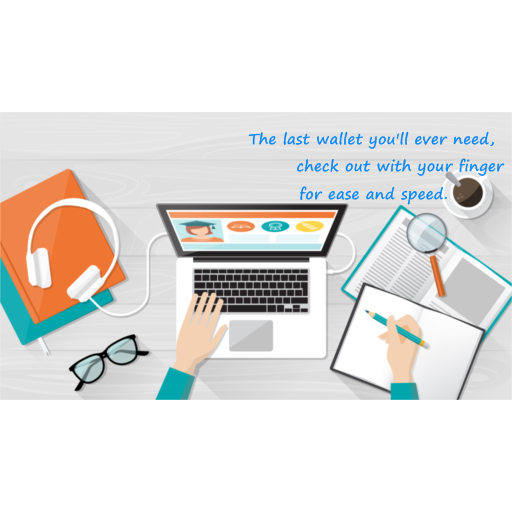 The last wallet you'll ever need,
check out with your finger
for ease and speed.